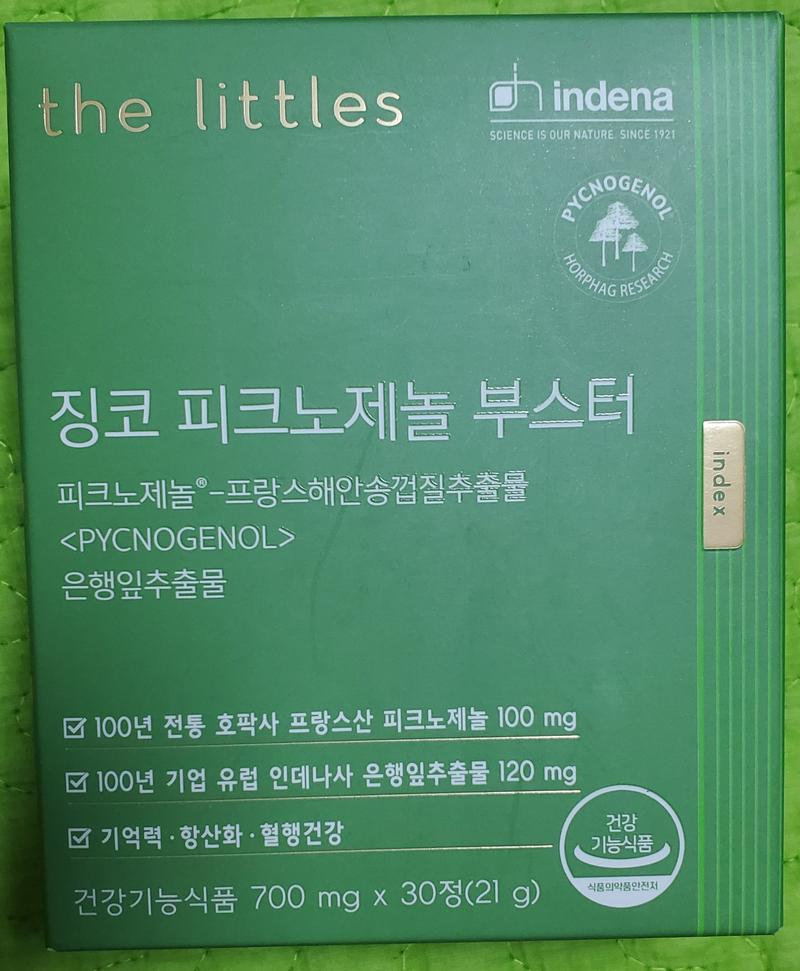 the littles
indena
SCIENCE IS OUR NATURE. SINCE 1921
PYCNOGENOL®
HORPHAG RESEARCH
징코 피크노제놀 부스터
피크노제놀®-프랑스해안송껍질추출물
<PYCNOGENOL>
은행잎추출물
index
100년 전통 호팍사 프랑스산 피크노제놀 100 mg
100년 기업 유럽 인데나사 은행잎추출물 120 mg
기억력·항산화·혈행건강
건강
기능식품
식품의약품안전처
건강기능식품 700 mg x 30정(21 g)